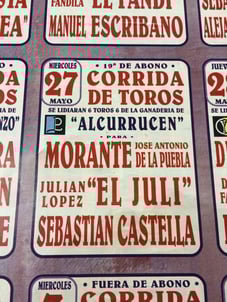 FANDILA "EL FANDI"
MANUEL ESCRIBANO
MIERCOLES
27
MAYO
· 19ª DE ABONO ·
CORRIDA
DE TOROS
SE LIDIARAN 6 TOROS 6 DE LA GANADERIA DE
"ALCURRUCEN"
· PARA ·
MORANTE JOSE ANTONIO
DE LA PUEBLA
JULIAN
LOPEZ "EL JULI"
SEBASTIAN CASTELLA
MIERCOLES
· FUERA DE ABONO ·
CORRIDA